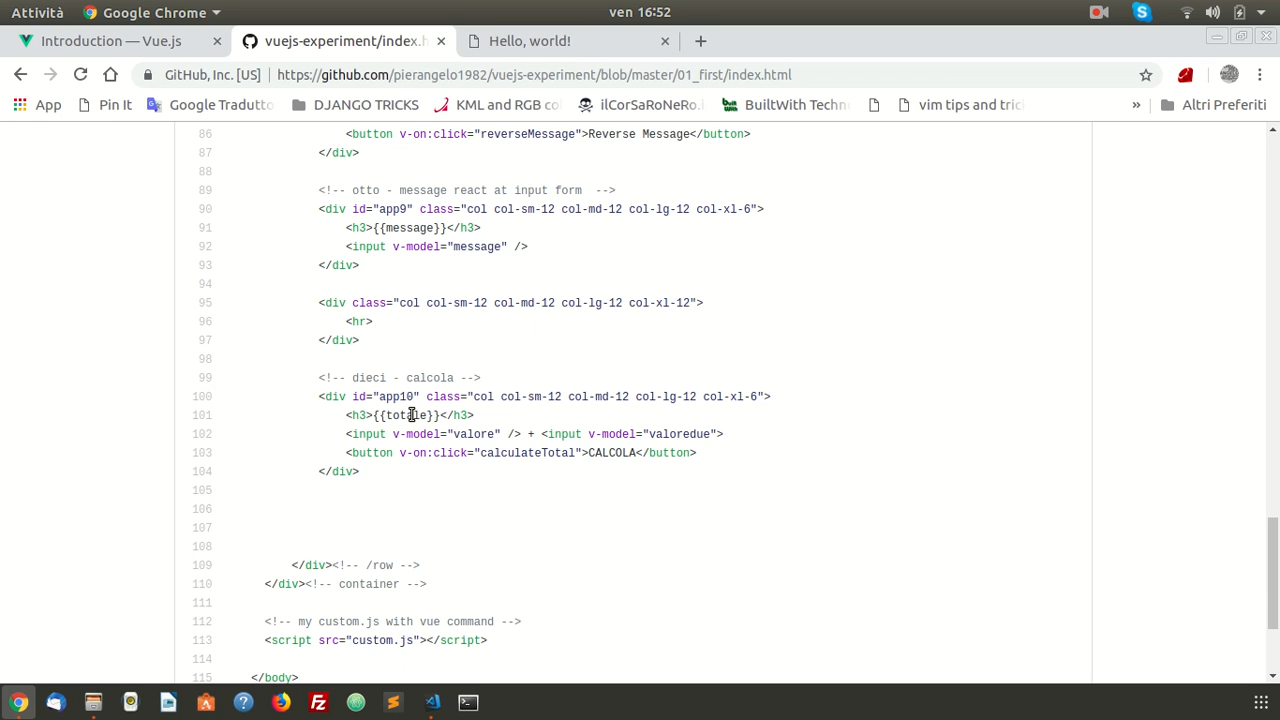 Attività Google Chrome ven 16:52
Introduction — Vue.js vuejs-experiment/index.h Hello, world!
GitHub, Inc. [US] https://github.com/pierangelo1982/vuejs-experiment/blob/master/01_first/index.html
App Pin It Google Tradutto DJANGO TRICKS KML and RGB co ilCorSaRoNeRo.i BuiltWith Techn vim tips and tric » Altri Preferiti
86 <button v-on:click="reverseMessage">Reverse Message</button>
87 </div>
88
89 <!-- otto - message react at input form -->
90 <div id="app9" class="col col-sm-12 col-md-12 col-lg-12 col-xl-6">
91 <h3>{{message}}</h3>
92 <input v-model="message" />
93 </div>
94
95 <div class="col col-sm-12 col-md-12 col-lg-12 col-xl-12">
96 <hr>
97 </div>
98
99 <!-- dieci - calcola -->
100 <div id="app10" class="col col-sm-12 col-md-12 col-lg-12 col-xl-6">
101 <h3>{{totale}}</h3>
102 <input v-model="valore" /> + <input v-model="valoredue">
103 <button v-on:click="calculateTotal">CALCOLA</button>
104 </div>
105
106
107
108
109 </div><!-- /row -->
110 </div><!-- container -->
111
112 <!-- my custom.js with vue command -->
113 <script src="custom.js"></script>
114
115 </body>